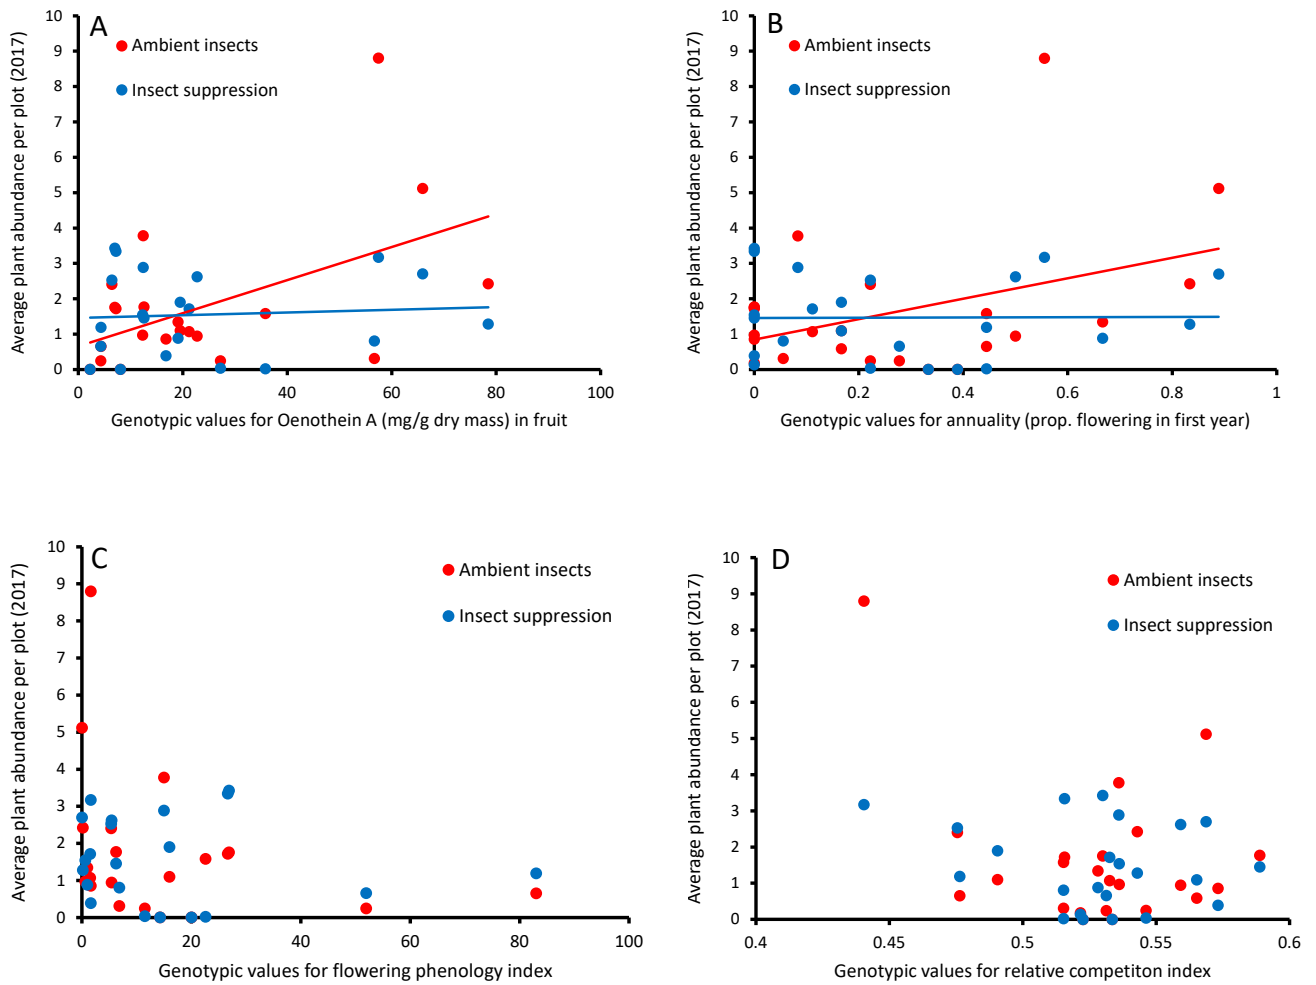 A
Ambient insects
Insect suppression
Average plant abundance per plot (2017)
10
9
8
7
6
5
4
3
2
1
0
0 20 40 60 80 100
Genotypic values for Oenothein A (mg/g dry mass) in fruit
B
Ambient insects
Insect suppression
Average plant abundance per plot (2017)
10
9
8
7
6
5
4
3
2
1
0
0 0.2 0.4 0.6 0.8 1
Genotypic values for annuality (prop. flowering in first year)
C
Ambient insects
Insect suppression
Average plant abundance per plot (2017)
10
9
8
7
6
5
4
3
2
1
0
0 20 40 60 80 100
Genotypic values for flowering phenology index
D
Ambient insects
Insect suppression
Average plant abundance per plot (2017)
10
9
8
7
6
5
4
3
2
1
0
0.4 0.45 0.5 0.55 0.6
Genotypic values for relative competiton index